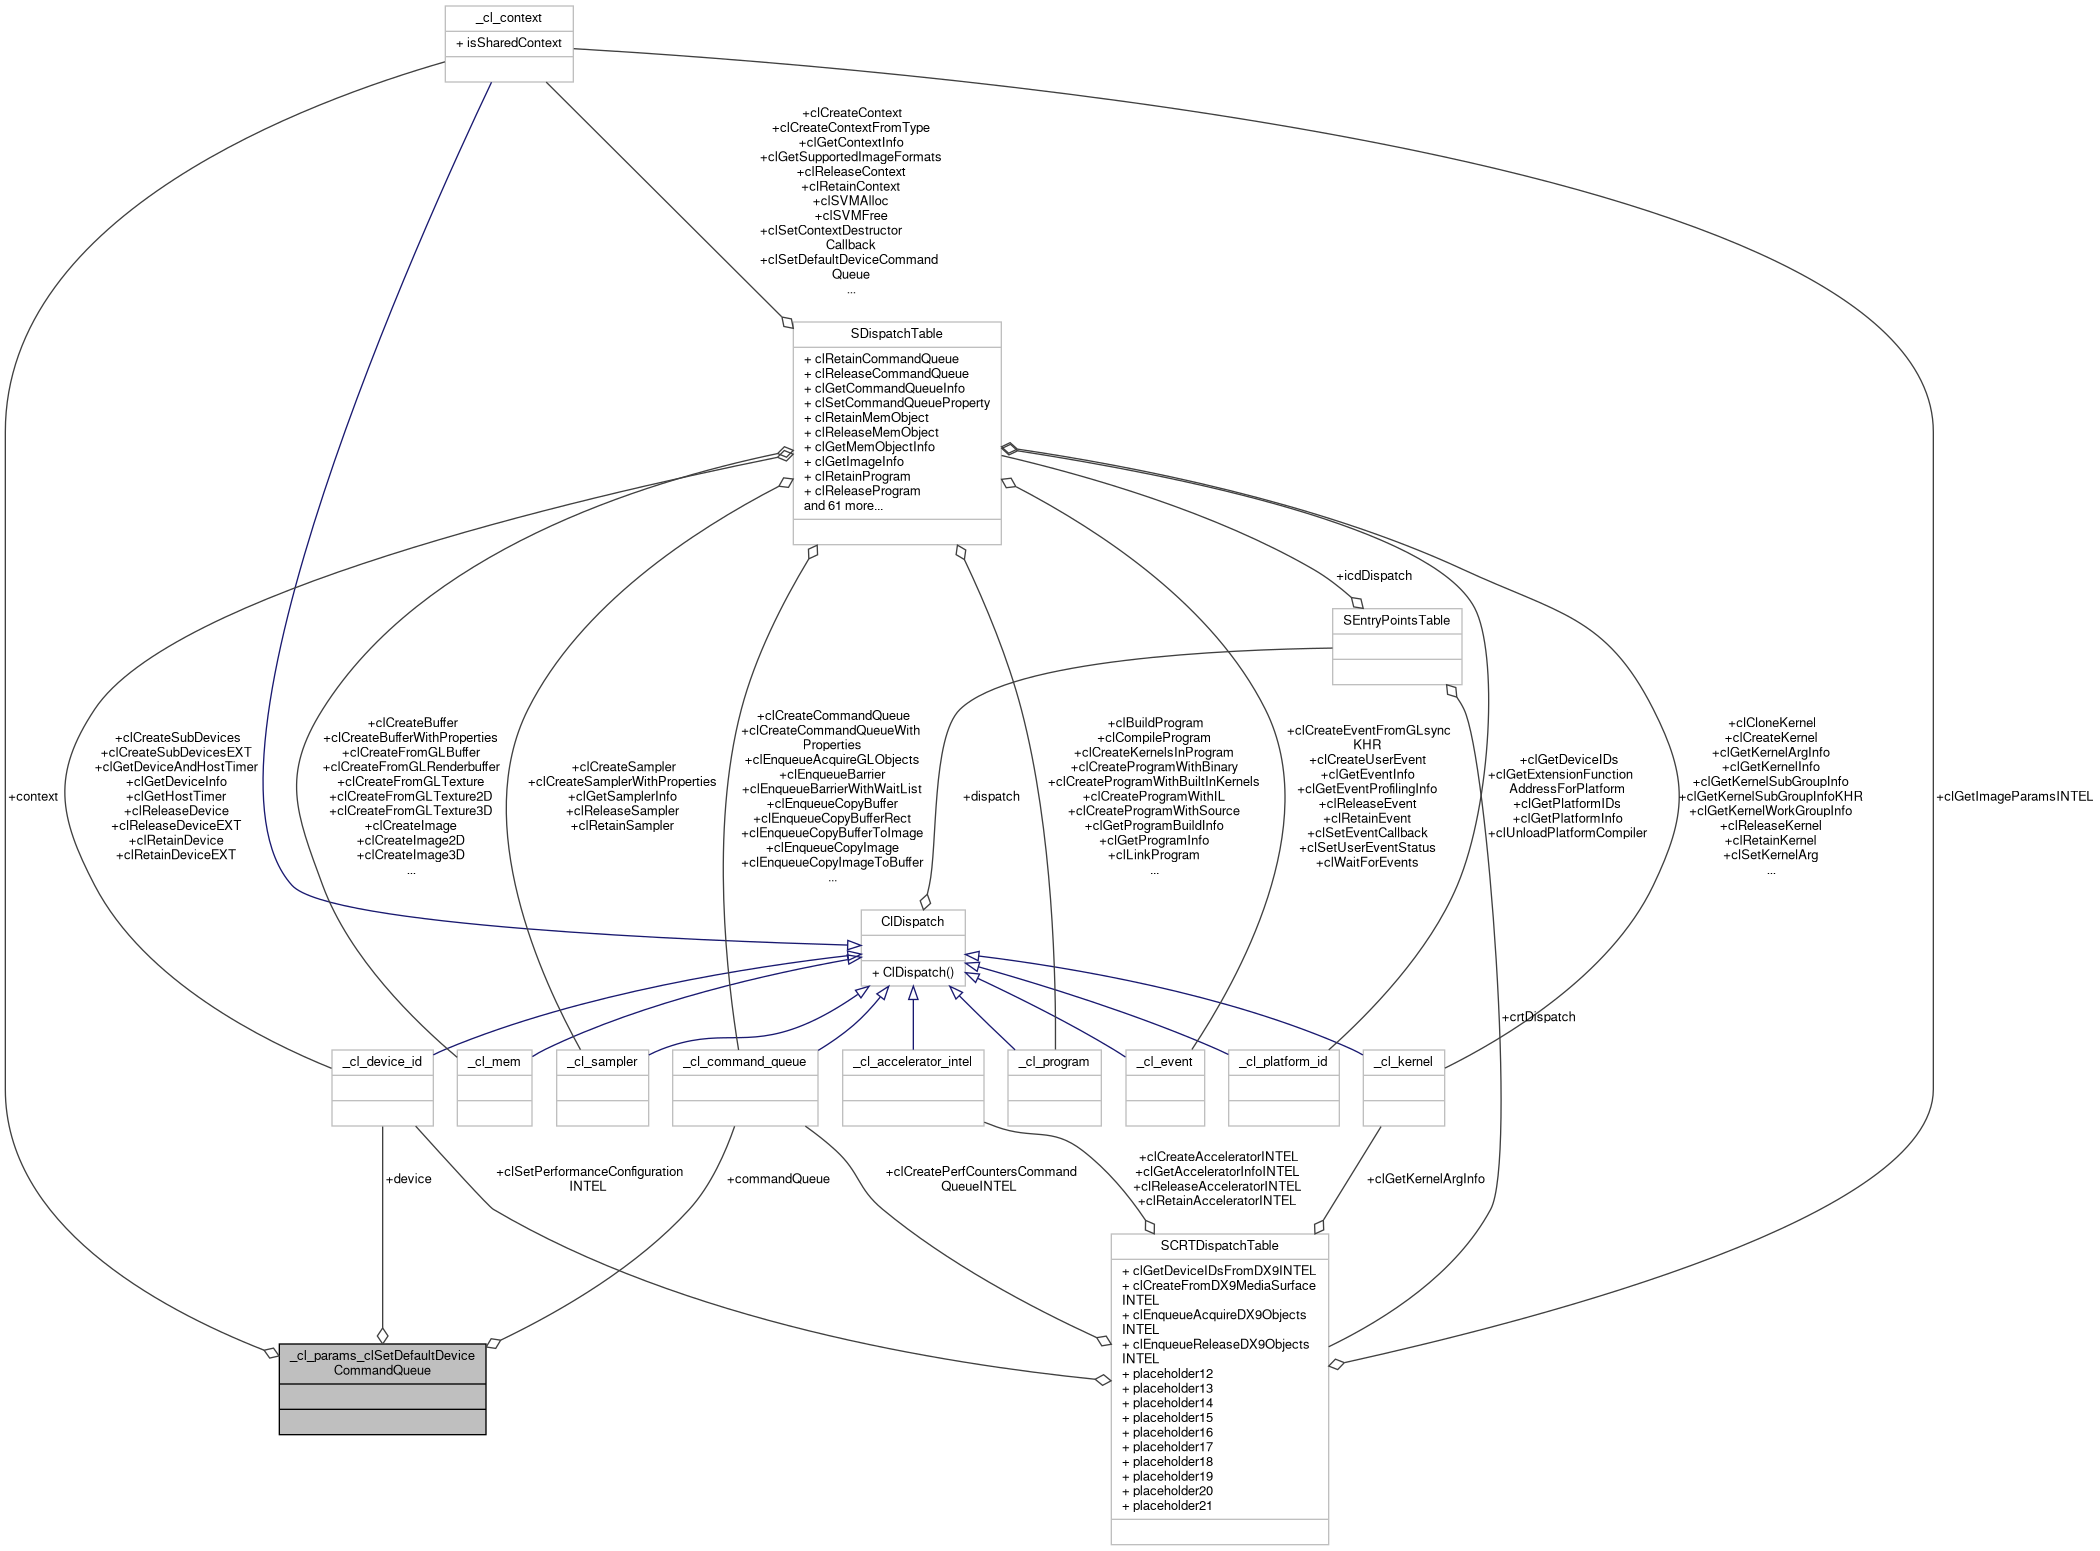 _cl_context
+ isSharedContext
+clCreateContext
+clCreateContextFromType
+clGetContextInfo
+clGetSupportedImageFormats
+clReleaseContext
+clRetainContext
+clSVMAlloc
+clSVMFree
+clSetContextDestructor
Callback
+clSetDefaultDeviceCommand
Queue
...
SDispatchTable
+ clRetainCommandQueue
+ clReleaseCommandQueue
+ clGetCommandQueueInfo
+ clSetCommandQueueProperty
+ clRetainMemObject
+ clReleaseMemObject
+ clGetMemObjectInfo
+ clGetImageInfo
+ clRetainProgram
+ clReleaseProgram
and 61 more...
+icdDispatch
SEntryPointsTable
+context
+clCreateSubDevices
+clCreateSubDevicesEXT
+clGetDeviceAndHostTimer
+clGetDeviceInfo
+clGetHostTimer
+clReleaseDevice
+clReleaseDeviceEXT
+clRetainDevice
+clRetainDeviceEXT
+clCreateBuffer
+clCreateBufferWithProperties
+clCreateFromGLBuffer
+clCreateFromGLRenderbuffer
+clCreateFromGLTexture
+clCreateFromGLTexture2D
+clCreateFromGLTexture3D
+clCreateImage
+clCreateImage2D
+clCreateImage3D
...
+clCreateSampler
+clCreateSamplerWithProperties
+clGetSamplerInfo
+clReleaseSampler
+clRetainSampler
+clCreateCommandQueue
+clCreateCommandQueueWith
Properties
+clEnqueueAcquireGLObjects
+clEnqueueBarrier
+clEnqueueBarrierWithWaitList
+clEnqueueCopyBuffer
+clEnqueueCopyBufferRect
+clEnqueueCopyBufferToImage
+clEnqueueCopyImage
+clEnqueueCopyImageToBuffer
...
+dispatch
+clBuildProgram
+clCompileProgram
+clCreateKernelsInProgram
+clCreateProgramWithBinary
+clCreateProgramWithBuiltInKernels
+clCreateProgramWithIL
+clCreateProgramWithSource
+clGetProgramBuildInfo
+clGetProgramInfo
+clLinkProgram
...
+clCreateEventFromGLsync
KHR
+clCreateUserEvent
+clGetEventInfo
+clGetEventProfilingInfo
+clReleaseEvent
+clRetainEvent
+clSetEventCallback
+clSetUserEventStatus
+clWaitForEvents
+clGetDeviceIDs
+clGetExtensionFunction
AddressForPlatform
+clGetPlatformIDs
+clGetPlatformInfo
+clUnloadPlatformCompiler
+clCloneKernel
+clCreateKernel
+clGetKernelArgInfo
+clGetKernelInfo
+clGetKernelSubGroupInfo
+clGetKernelSubGroupInfoKHR
+clGetKernelWorkGroupInfo
+clReleaseKernel
+clRetainKernel
+clSetKernelArg
...
+clGetImageParamsINTEL
ClDispatch
+ ClDispatch()
+crtDispatch
_cl_device_id
_cl_mem
_cl_sampler
_cl_command_queue
_cl_accelerator_intel
_cl_program
_cl_event
_cl_platform_id
_cl_kernel
+device
+clSetPerformanceConfiguration
INTEL
+commandQueue
+clCreatePerfCountersCommand
QueueINTEL
+clCreateAcceleratorINTEL
+clGetAcceleratorInfoINTEL
+clReleaseAcceleratorINTEL
+clRetainAcceleratorINTEL
+clGetKernelArgInfo
_cl_params_clSetDefaultDevice
CommandQueue
SCRTDispatchTable
+ clGetDeviceIDsFromDX9INTEL
+ clCreateFromDX9MediaSurface
INTEL
+ clEnqueueAcquireDX9Objects
INTEL
+ clEnqueueReleaseDX9Objects
INTEL
+ placeholder12
+ placeholder13
+ placeholder14
+ placeholder15
+ placeholder16
+ placeholder17
+ placeholder18
+ placeholder19
+ placeholder20
+ placeholder21